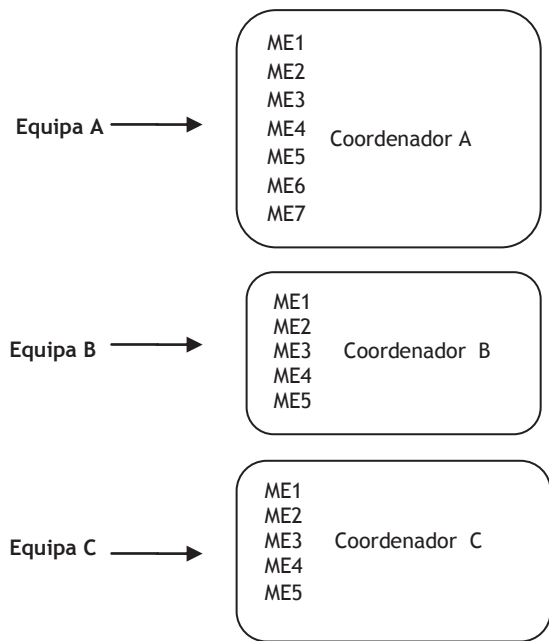 ME1
ME2
ME3
Equipa A
ME4
Coordenador A
ME5
ME6
ME7
ME1
ME2
Equipa B
ME3
Coordenador B
ME4
ME5
ME1
ME2
Equipa C
ME3
Coordenador C
ME4
ME5